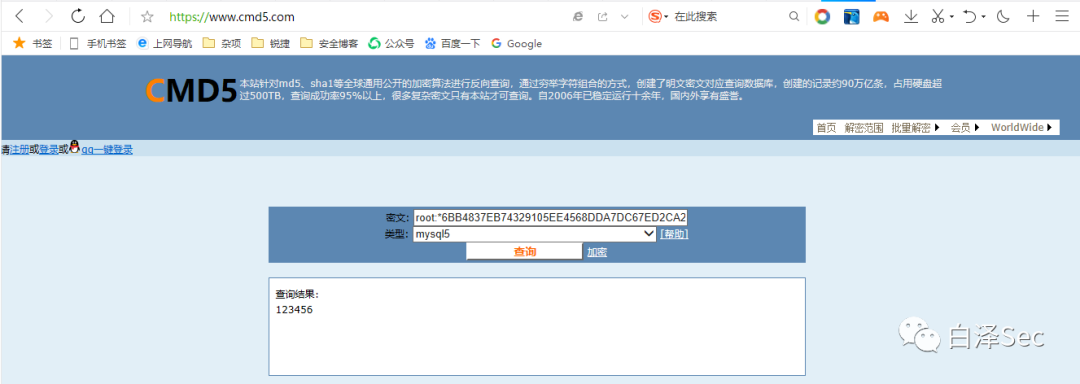 https://www.cmd5.com
在此搜索
书签 手机书签 上网导航 杂项 锐捷 安全博客 公众号 百度一下 Google
CMD5 本站针对md5、sha1等全球通用公开的加密算法进行反向查询，通过穷举字符组合的方式，创建了明文密文对应查询数据库，创建的记录约90万亿条，占用硬盘超
过500TB，查询成功率95%以上，很多复杂密文只有本站才可查询。自2006年已稳定运行十余年，国内外享有盛誉。
首页 解密范围 批量解密 会员 WorldWide
请注册或登录或qq一键登录
密文: root:*6BB4837EB74329105EE4568DDA7DC67ED2CA2
类型: mysql5 [帮助]
查询 加密
查询结果:
123456
白泽Sec